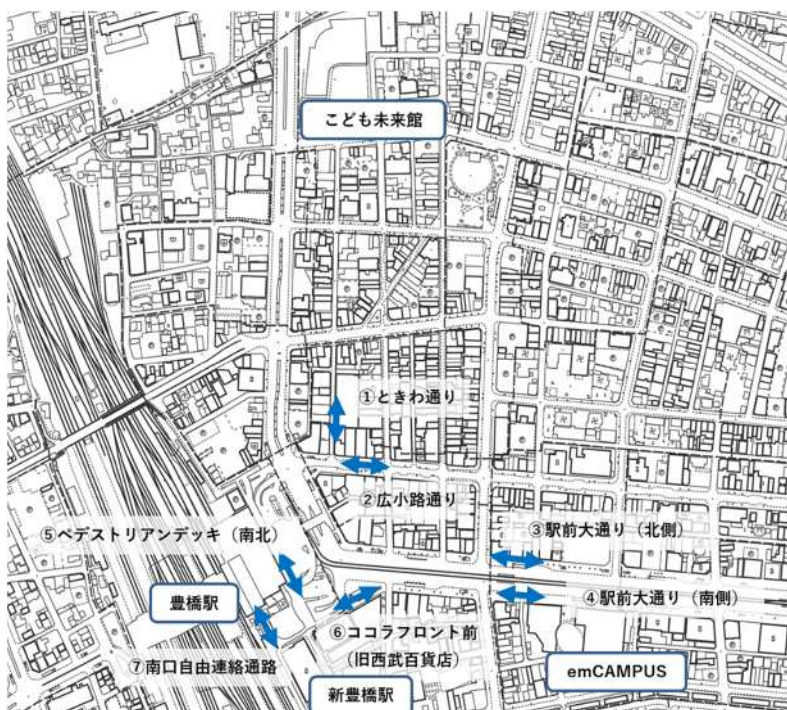 こども未来館
①ときわ通り
②広小路通り
③駅前大通り（北側）
⑤ペデストリアンデッキ（南北）
④駅前大通り（南側）
豊橋駅
⑥ココラフロント前
（旧西武百貨店）
⑦南口自由連絡通路
emCAMPUS
新豊橋駅